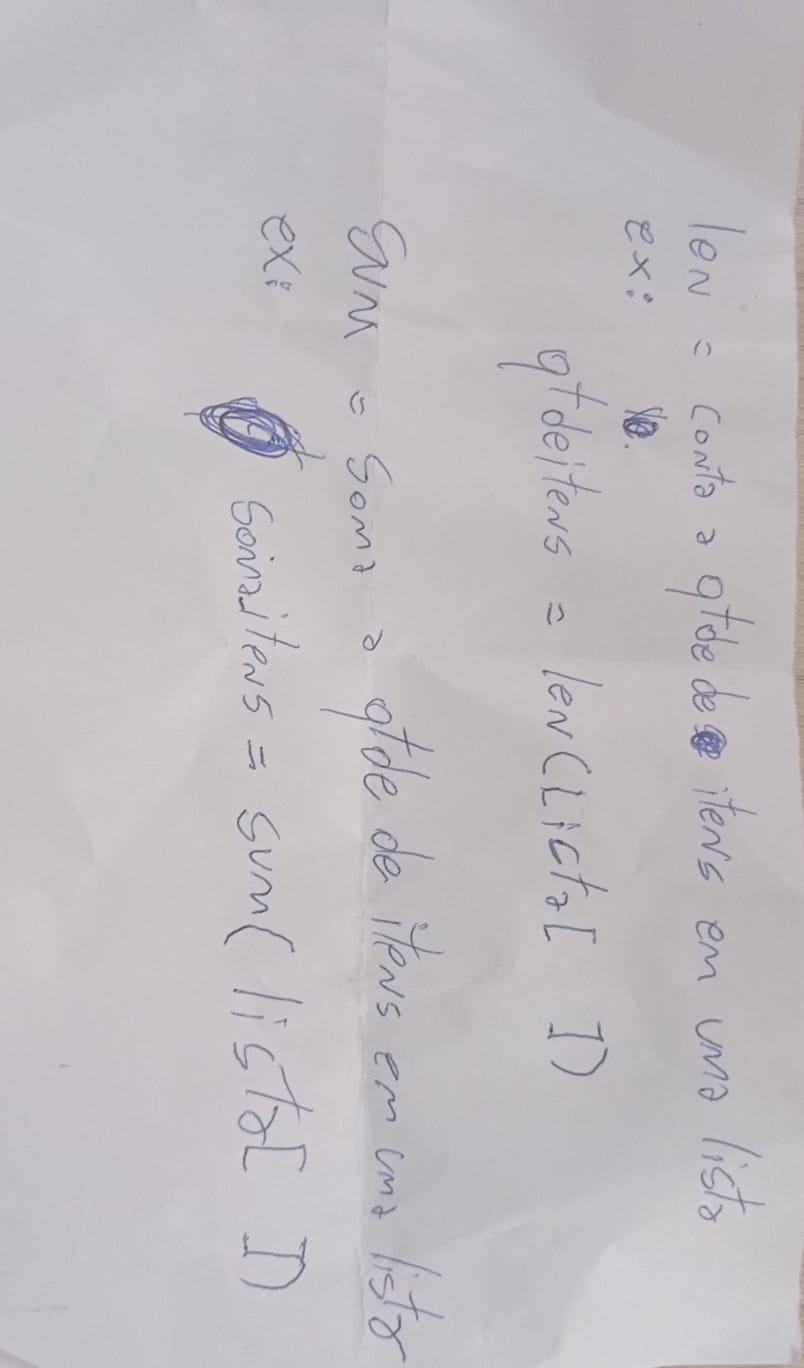 len = conta a qtde de itens em uma lista
ex:
qtdeitens = len(Licta[ ])
sum = soma a qtde de itens em uma lista
ex: somaitens = sum( lista[ ])